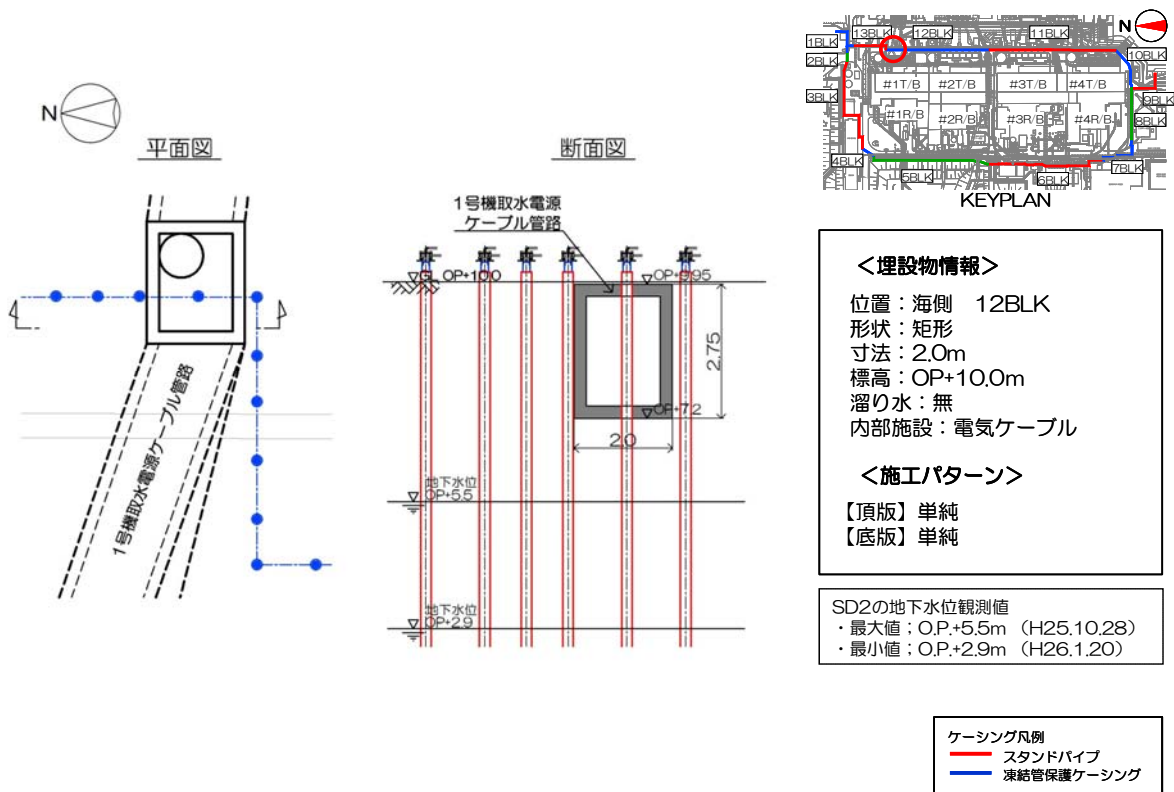 N
平面図
1号機取水電源ケーブル管路
断面図
1号機取水電源
ケーブル管路
GL OP+10.0
OP+9.95
2.75
OP+7.2
2.0
地下水位
OP+5.5
地下水位
OP+2.9
N
1BLK
13BLK
12BLK
11BLK
2BLK
10BLK
3BLK
#1T/B
#2T/B
#3T/B
#4T/B
9BLK
#1R/B
#2R/B
#3R/B
#4R/B
8BLK
4BLK
5BLK
6BLK
7BLK
KEYPLAN
＜埋設物情報＞
位置：海側　12BLK
形状：矩形
寸法：2.0m
標高：OP+10.0m
溜り水：無
内部施設：電気ケーブル
＜施工パターン＞
【頂版】単純
【底版】単純
SD2の地下水位観測値
・最大値；O.P.+5.5m （H25.10.28）
・最小値；O.P.+2.9m （H26.1.20）
ケーシング凡例
スタンドパイプ
凍結管保護ケーシング